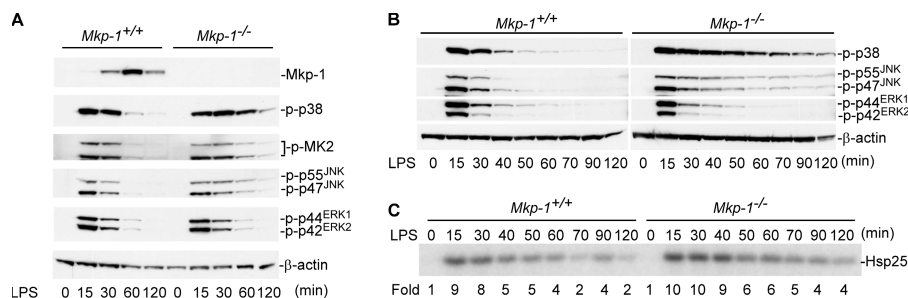 A
Mkp-1+/+ Mkp-1-/-
-Mkp-1
-p-p38
]-p-MK2
-p-p55JNK
-p-p47JNK
-p-p44ERK1
-p-p42ERK2
-β-actin
LPS 0 15 30 60 120 0 15 30 60 120 (min)
B
Mkp-1+/+ Mkp-1-/-
-p-p38
-p-p55JNK
-p-p47JNK
-p-p44ERK1
-p-p42ERK2
-β-actin
LPS 0 15 30 40 50 60 70 90 120 0 15 30 40 50 60 70 90 120 (min)
C
Mkp-1+/+ Mkp-1-/-
LPS 0 15 30 40 50 60 70 90 120 0 15 30 40 50 60 70 90 120 (min)
-Hsp25
Fold 1 9 8 5 5 4 2 4 2 1 10 10 9 6 6 5 4 4